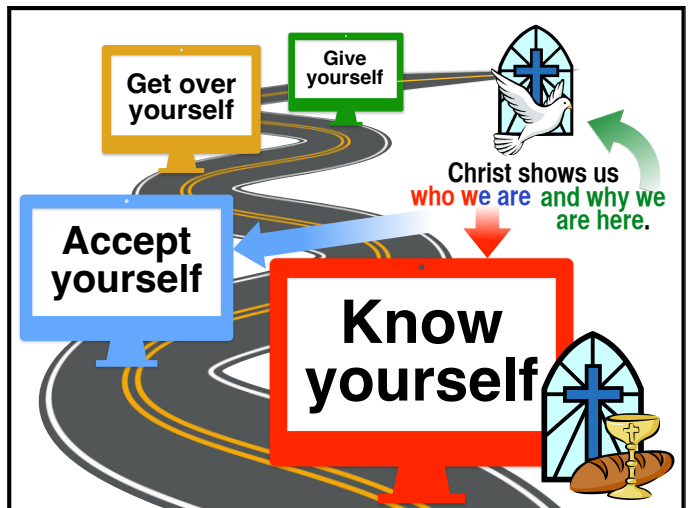 Give
yourself
Get over
yourself
Christ shows us
who we are and why we
are here.
Accept
yourself
Know
yourself